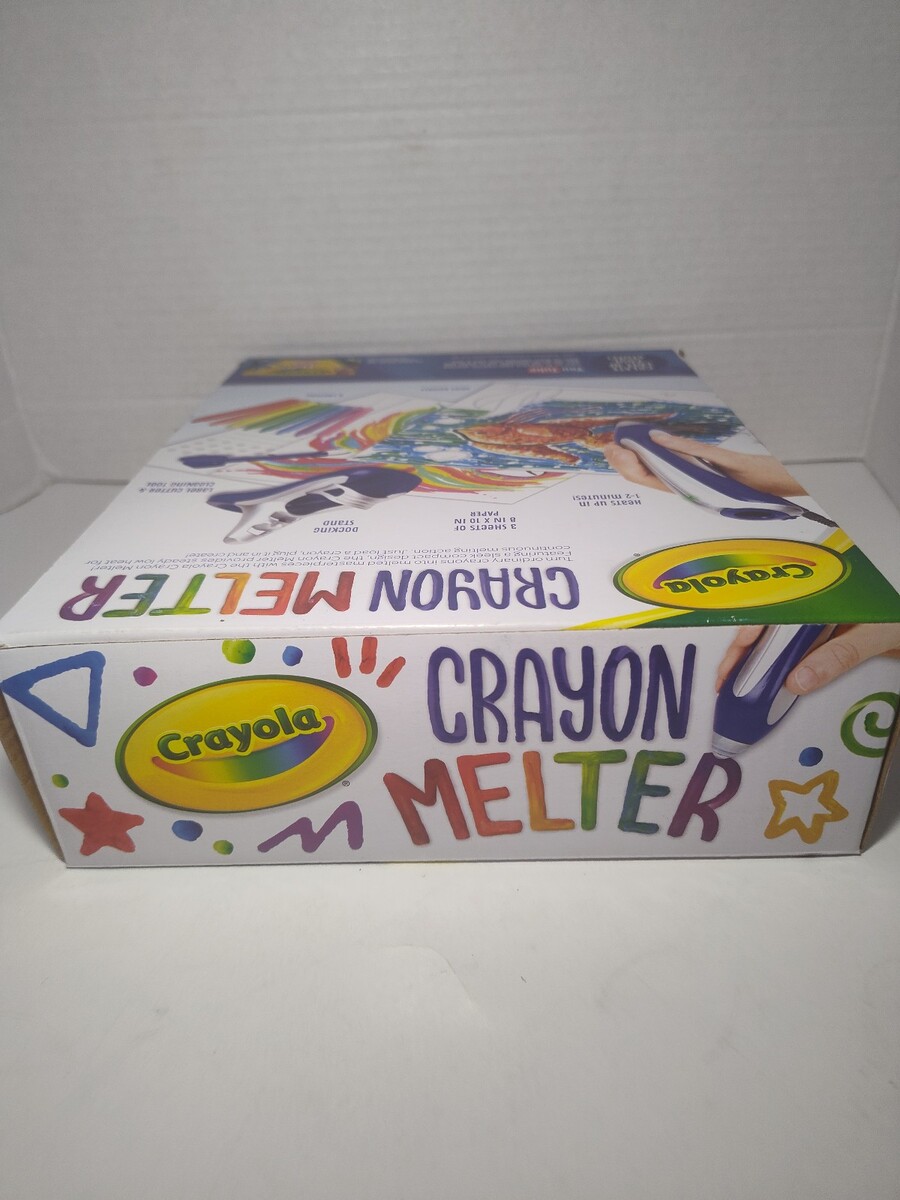 Crayola
®
CRAYON
MELTER
Crayola
®
CRAYON MELTER
Turn ordinary crayons into melted masterpieces with the Crayola Crayon Melter!
Featuring a sleek compact design, the Crayon Melter provides steady low heat for
continuous melting action. Just load a crayon, plug it in and create!
HEATS UP IN
1-2 MINUTES!
3 SHEETS OF
8 IN X 10 IN
PAPER
DOCKING
STAND
LABEL CUTTER &
CLEANING TOOL
You Tube